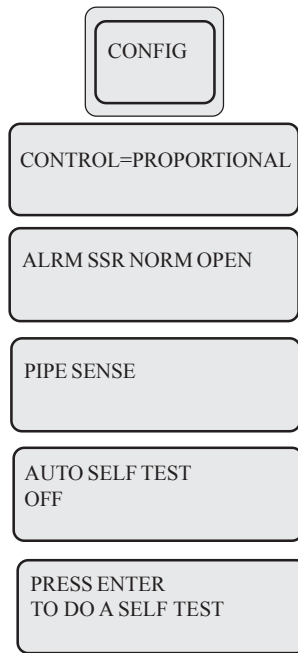 CONFIG
CONTROL=PROPORTIONAL
ALRM SSR NORM OPEN
PIPE SENSE
AUTO SELF TEST
OFF
PRESS ENTER
TO DO A SELF TEST